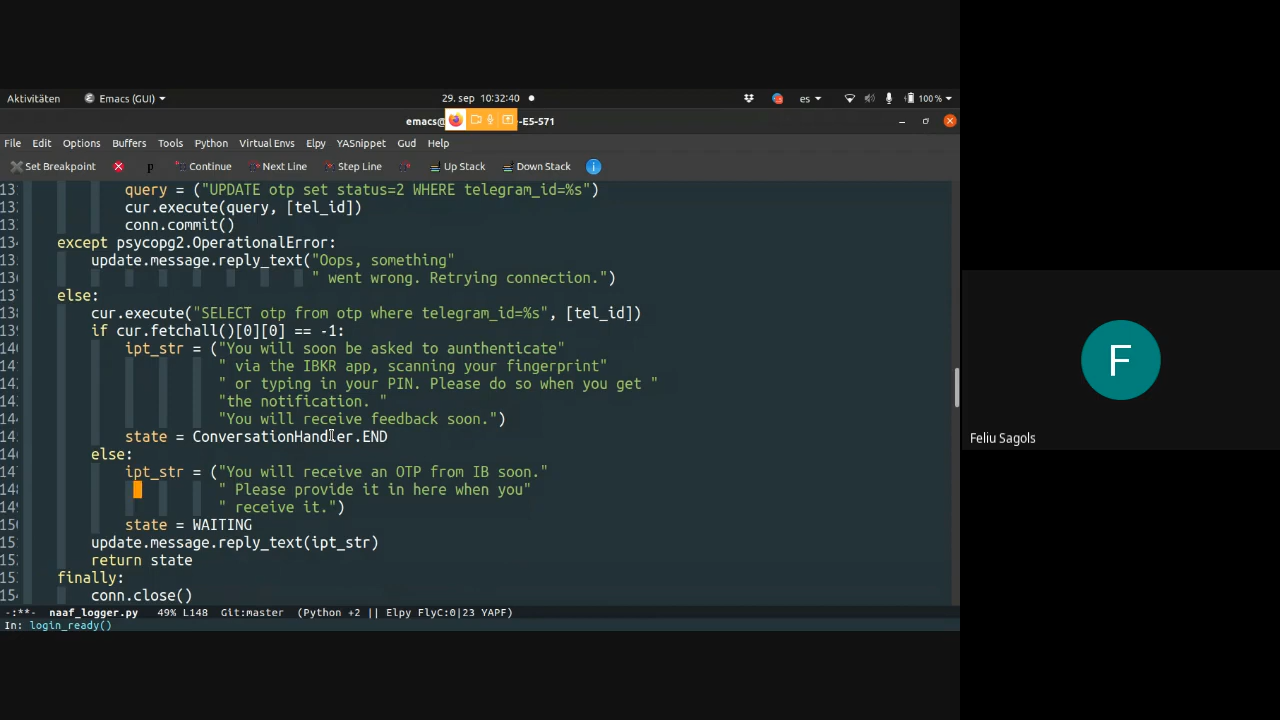 Aktivitäten Emacs (GUI) 29. sep 10:32:40 es 100%
emacs@ -E5-571
File Edit Options Buffers Tools Python Virtual Envs Elpy YASnippet Gud Help
Set Breakpoint p Continue Next Line Step Line Up Stack Down Stack
query = ("UPDATE otp set status=2 WHERE telegram_id=%s")
cur.execute(query, [tel_id])
conn.commit()
except psycopg2.OperationalError:
update.message.reply_text("Oops, something"
" went wrong. Retrying connection.")
else:
cur.execute("SELECT otp from otp where telegram_id=%s", [tel_id])
if cur.fetchall()[0][0] == -1:
ipt_str = ("You will soon be asked to aunthenticate"
" via the IBKR app, scanning your fingerprint"
" or typing in your PIN. Please do so when you get "
"the notification. "
"You will receive feedback soon.")
state = ConversationHandler.END
else:
ipt_str = ("You will receive an OTP from IB soon."
" Please provide it in here when you"
" receive it.")
state = WAITING
update.message.reply_text(ipt_str)
return state
finally:
conn.close()
-:**- naaf_logger.py 49% L148 Git:master (Python +2 || Elpy FlyC:0|23 YAPF)
In: login_ready()
F
Feliu Sagols